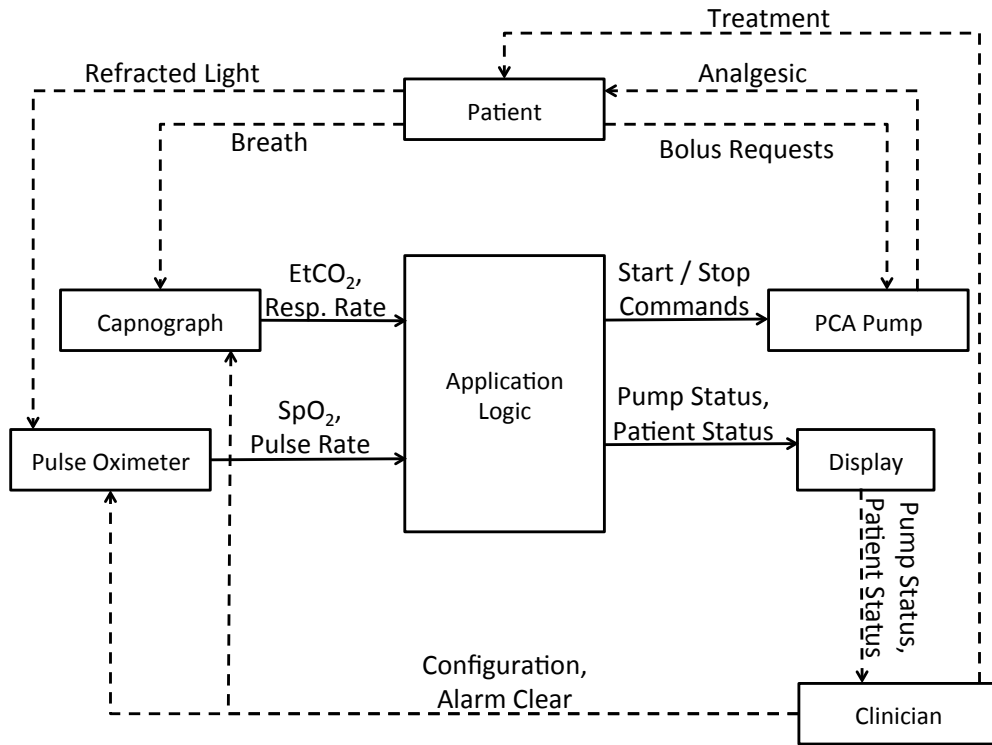 Treatment
Refracted Light
Analgesic
Patient
Breath
Bolus Requests
EtCO₂,
Resp. Rate
Start / Stop
Commands
Capnograph
PCA Pump
Application
Logic
SpO₂,
Pulse Rate
Pump Status,
Patient Status
Pulse Oximeter
Display
Pump Status,
Patient Status
Configuration,
Alarm Clear
Clinician